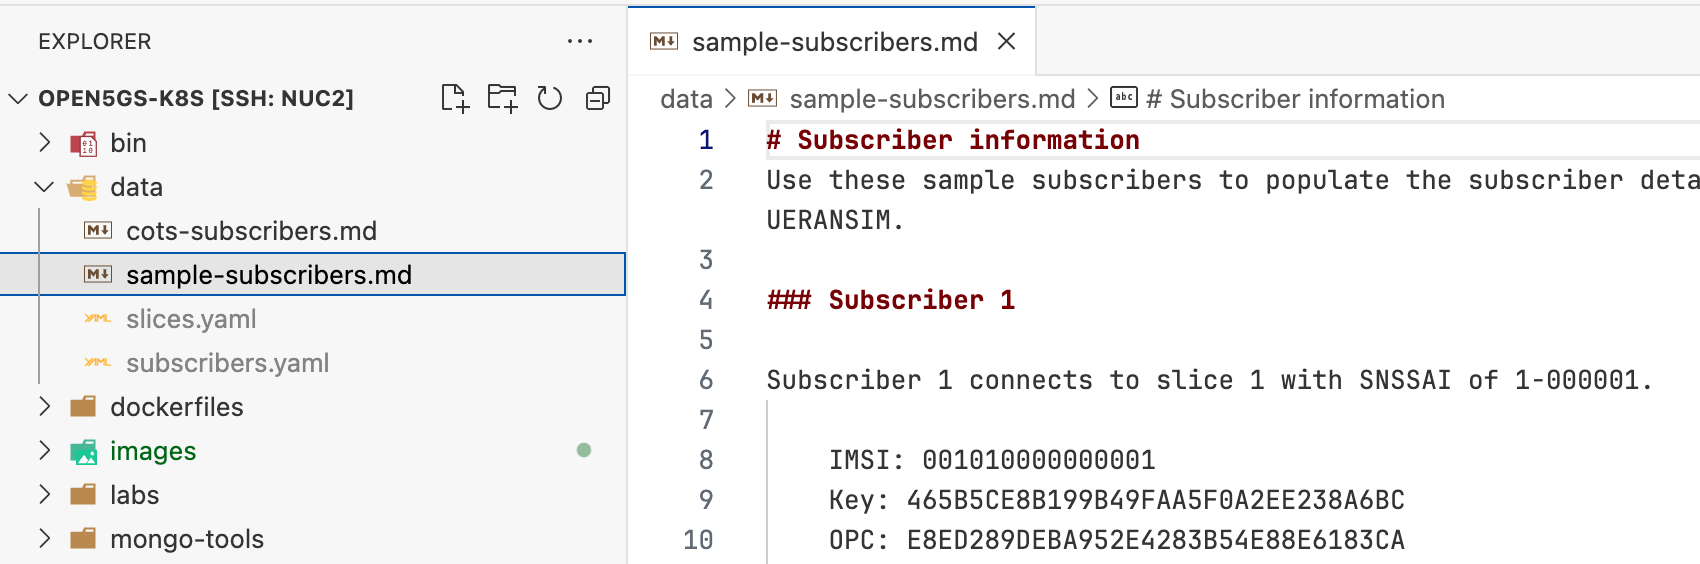 EXPLORER
OPEN5GS-K8S [SSH: NUC2]
bin
data
cots-subscribers.md
sample-subscribers.md
slices.yaml
subscribers.yaml
dockerfiles
images
labs
mongo-tools
sample-subscribers.md
data > sample-subscribers.md > # Subscriber information
1 # Subscriber information
2 Use these sample subscribers to populate the subscriber deta
UERANSIM.
3
4 ### Subscriber 1
5
6 Subscriber 1 connects to slice 1 with SNSSAI of 1-000001.
7
8 IMSI: 001010000000001
9 Key: 465B5CE8B199B49FAA5F0A2EE238A6BC
10 OPC: E8ED289DEBA952E4283B54E88E6183CA